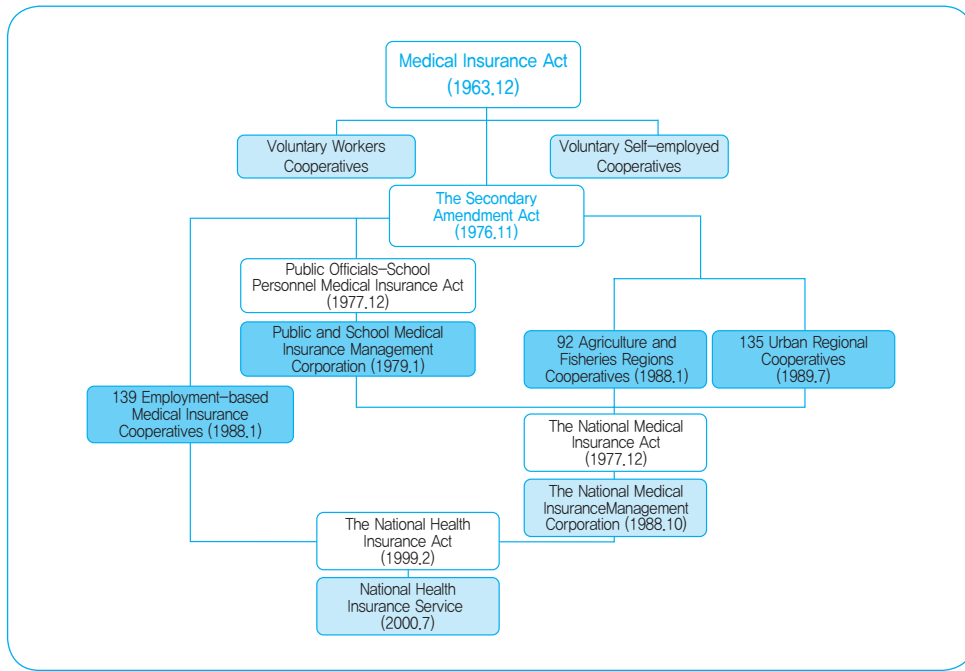 Medical Insurance Act
(1963.12)
Voluntary Workers
Cooperatives
Voluntary Self-employed
Cooperatives
The Secondary
Amendment Act
(1976.11)
Public Officials-School
Personnel Medical Insurance Act
(1977.12)
Public and School Medical
Insurance Management
Corporation (1979.1)
92 Agriculture and
Fisheries Regions
Cooperatives (1988.1)
135 Urban Regional
Cooperatives
(1989.7)
139 Employment-based
Medical Insurance
Cooperatives (1988.1)
The National Medical
Insurance Act
(1977.12)
The National Medical
InsuranceManagement
Corporation (1988.10)
The National Health
Insurance Act
(1999.2)
National Health
Insurance Service
(2000.7)